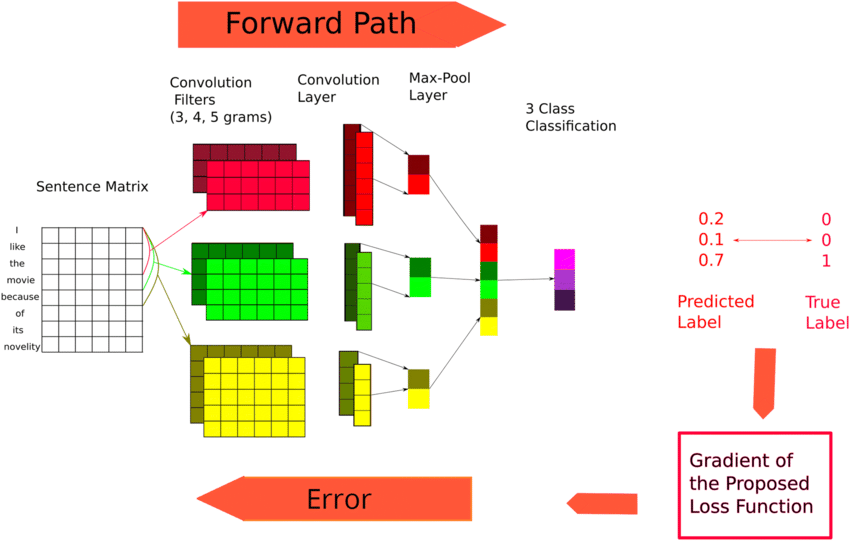 Forward Path
Convolution
Filters
(3, 4, 5 grams)
Convolution
Layer
Max-Pool
Layer
3 Class
Classification
Sentence Matrix
I
like
the
movie
because
of
its
novelity
0.2 0
0.1 0
0.7 1
Predicted
Label
True
Label
Gradient of
the Proposed
Loss Function
Error